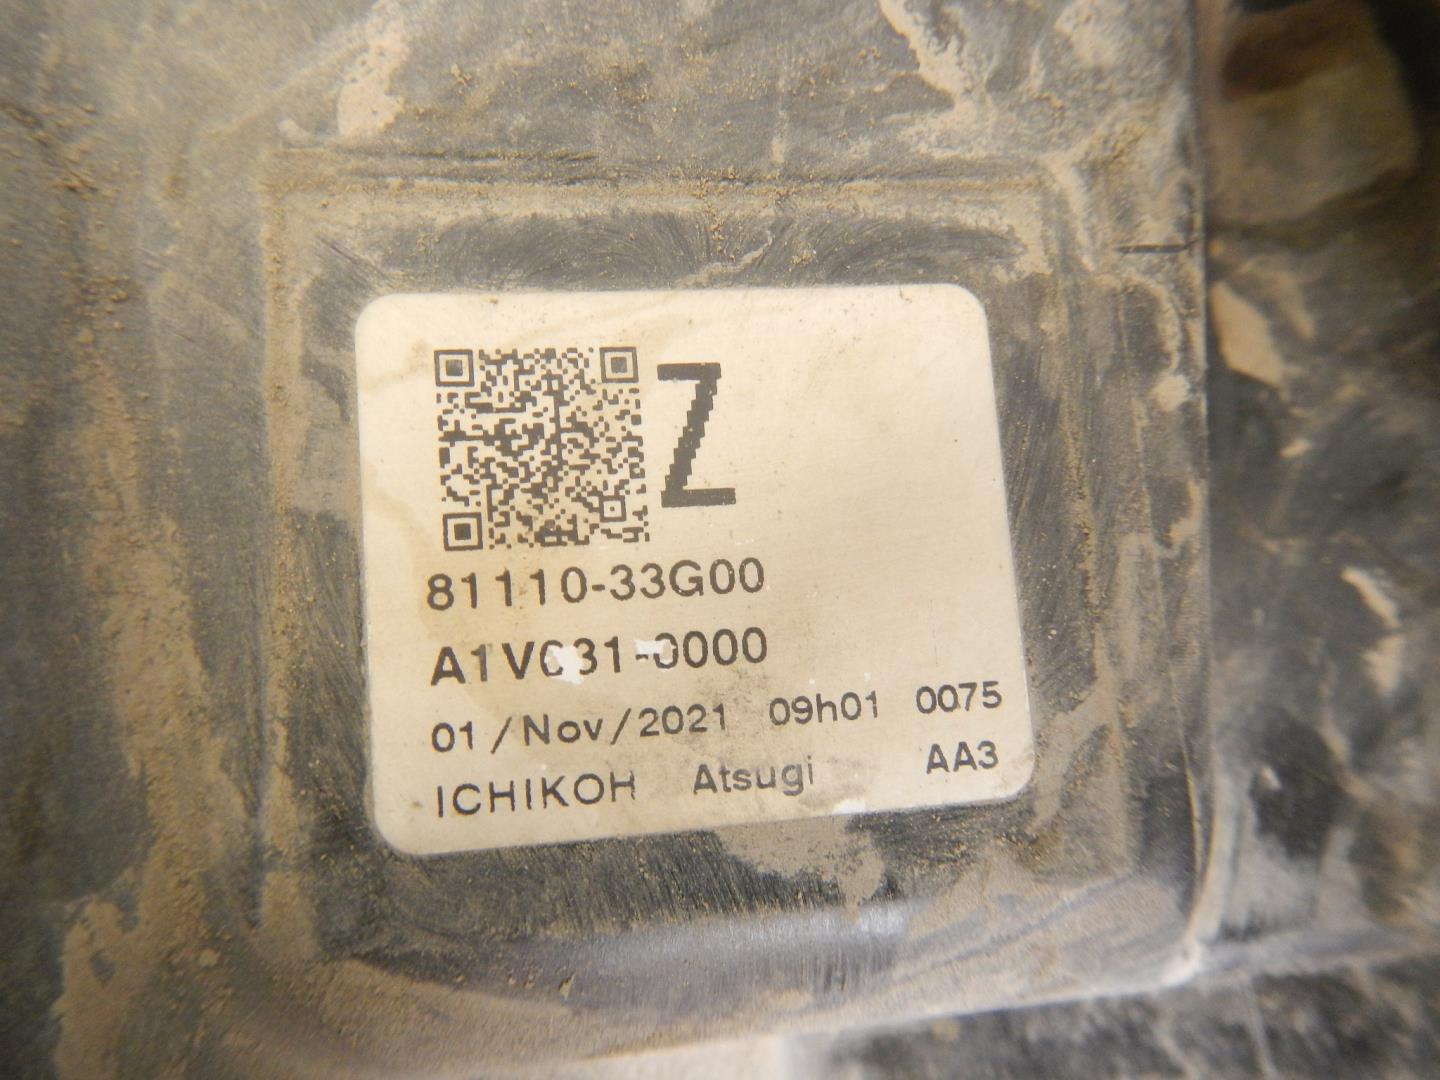 Z
81110-33G00
A1V031-0000
01/Nov/2021 09h01 0075
ICHIKOH Atsugi AA3